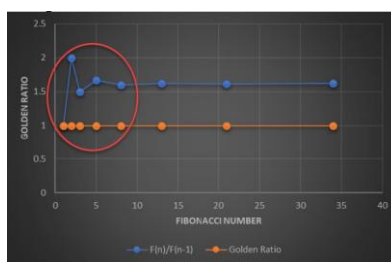 2.5
2
1.5
1
0.5
0
GOLDEN RATIO
0 5 10 15 20 25 30 35 40
FIBONACCI NUMBER
F(n)/F(n-1) Golden Ratio